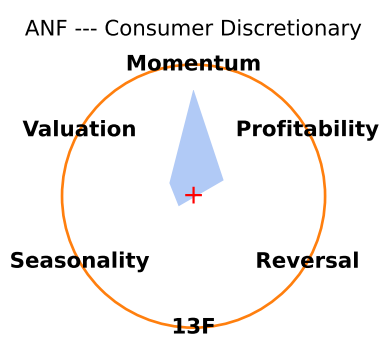 ANF --- Consumer Discretionary
Momentum
Valuation
Profitability
Seasonality
Reversal
13F